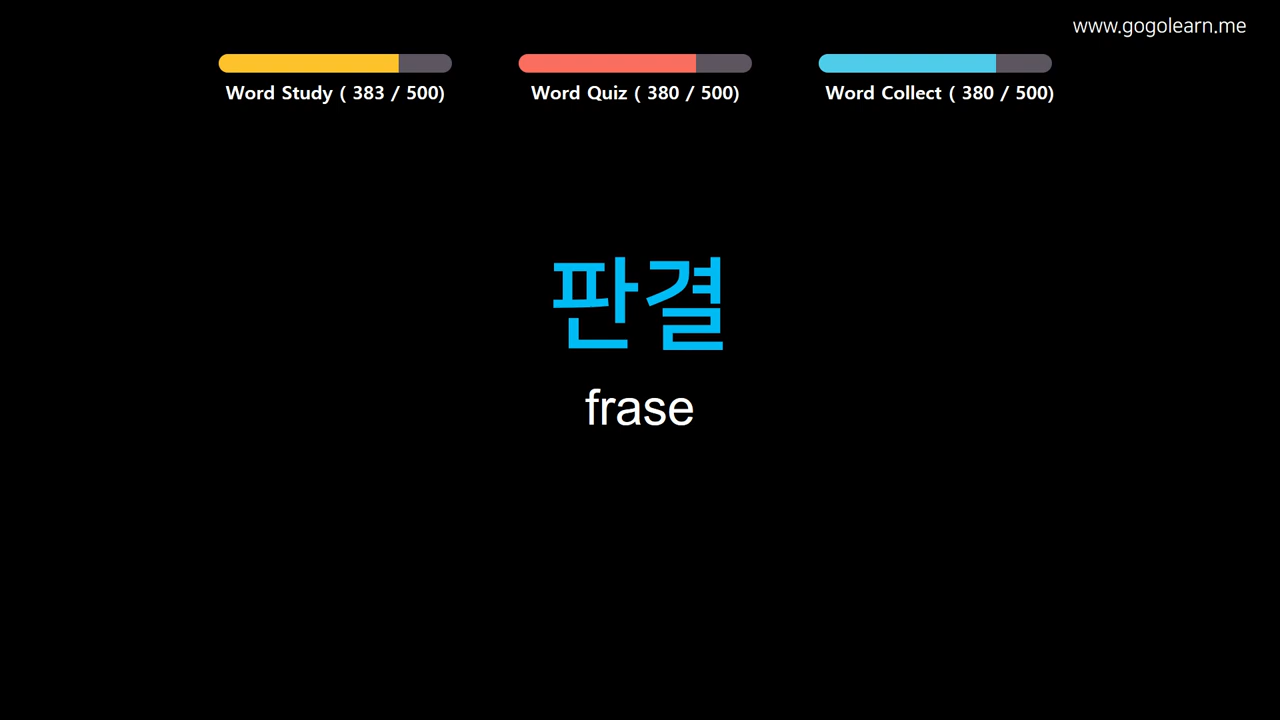 www.gogolearn.me
Word Study ( 383 / 500)
Word Quiz ( 380 / 500)
Word Collect ( 380 / 500)
판결
frase